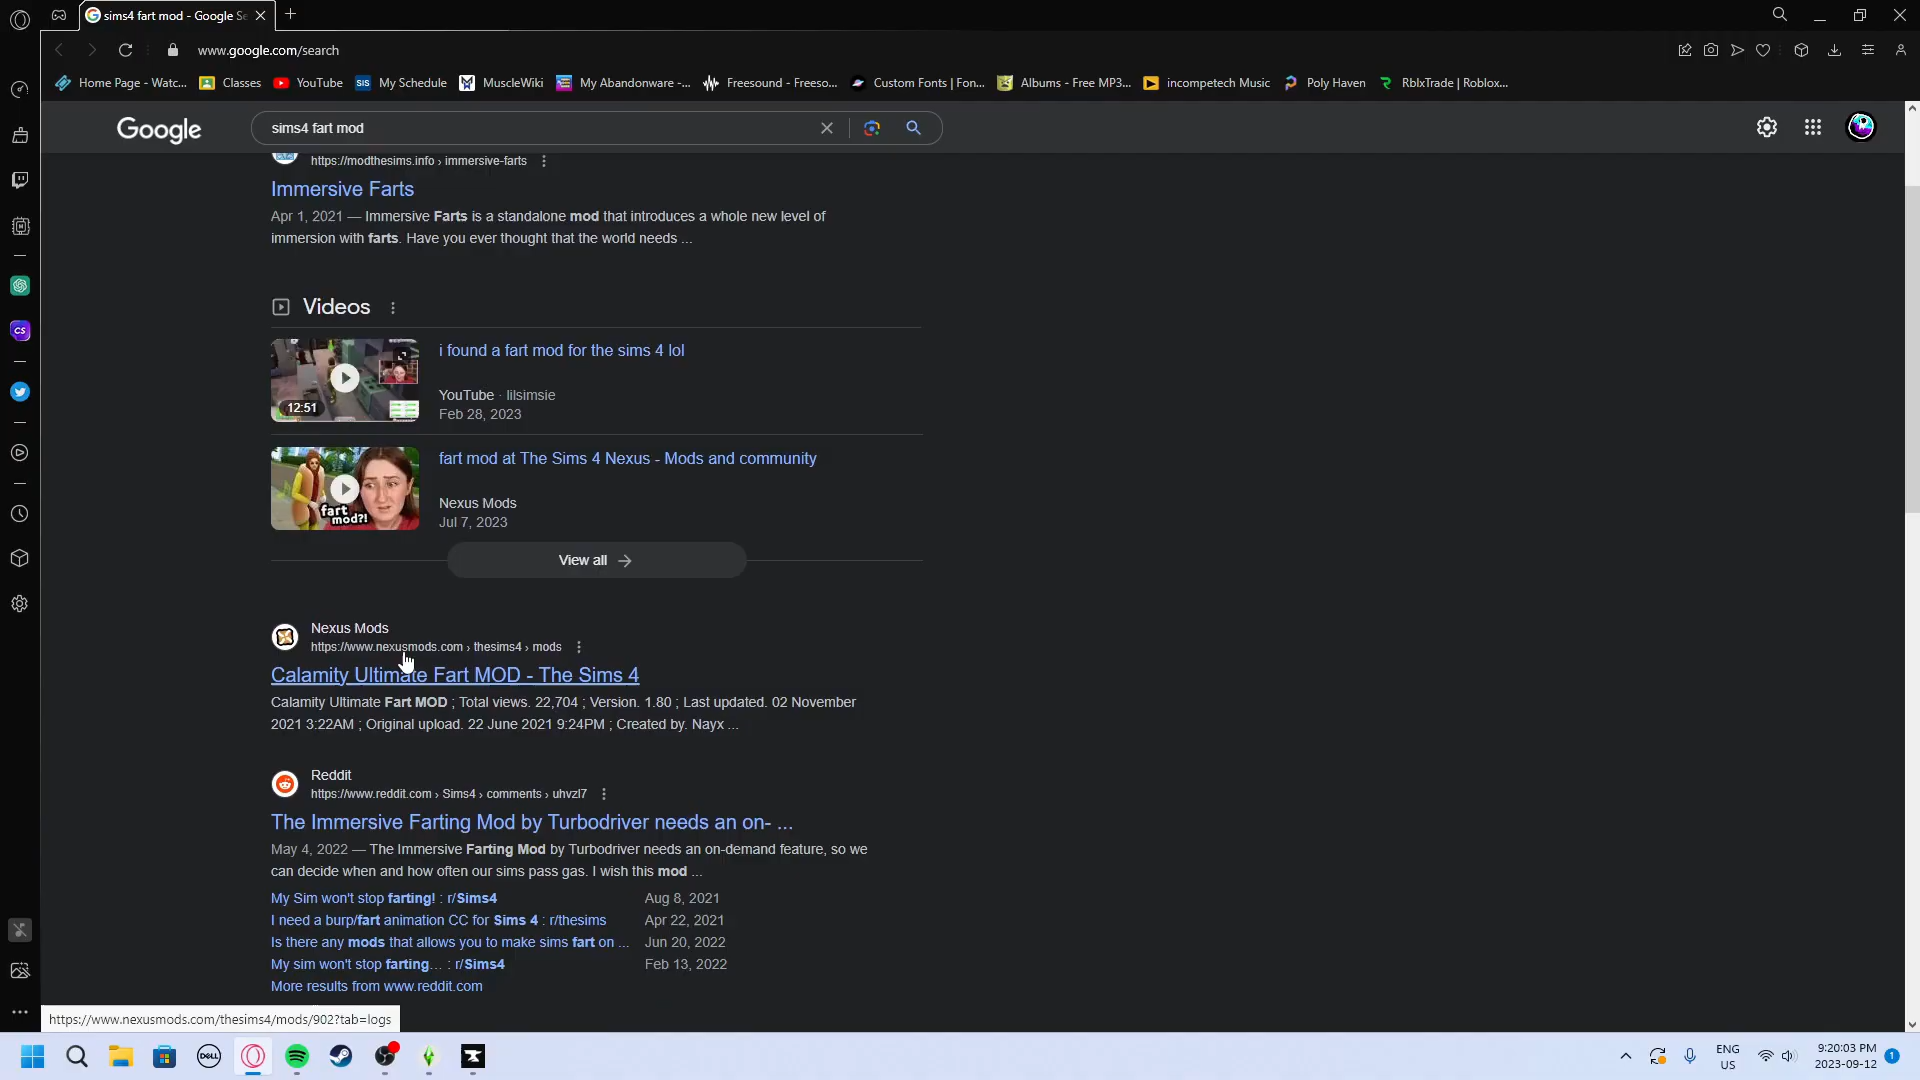 sims4 fart mod - Google Se
www.google.com/search
Home Page - Watc...
Classes
YouTube
SIS My Schedule
MuscleWiki
My Abandonware -...
Freesound - Freeso...
Custom Fonts | Fon...
Albums - Free MP3...
incompetech Music
Poly Haven
RblxTrade | Roblox...
Google
sims4 fart mod
https://modthesims.info › immersive-farts
Immersive Farts
Apr 1, 2021 — Immersive Farts is a standalone mod that introduces a whole new level of
immersion with farts. Have you ever thought that the world needs ...
Videos
i found a fart mod for the sims 4 lol
YouTube · lilsimsie
Feb 28, 2023
12:51
fart mod at The Sims 4 Nexus - Mods and community
Nexus Mods
Jul 7, 2023
fart
mod?!
View all
Nexus Mods
https://www.nexusmods.com › thesims4 › mods
Calamity Ultimate Fart MOD - The Sims 4
Calamity Ultimate Fart MOD ; Total views. 22,704 ; Version. 1.80 ; Last updated. 02 November
2021 3:22AM ; Original upload. 22 June 2021 9:24PM ; Created by. Nayx ...
Reddit
https://www.reddit.com › Sims4 › comments › uhvzl7
The Immersive Farting Mod by Turbodriver needs an on- ...
May 4, 2022 — The Immersive Farting Mod by Turbodriver needs an on-demand feature, so we
can decide when and how often our sims pass gas. I wish this mod ...
My Sim won't stop farting! : r/Sims4 Aug 8, 2021
I need a burp/fart animation CC for Sims 4 : r/thesims Apr 22, 2021
Is there any mods that allows you to make sims fart on ... Jun 20, 2022
My sim won't stop farting... : r/Sims4 Feb 13, 2022
More results from www.reddit.com
https://www.nexusmods.com/thesims4/mods/902?tab=logs
CS
DELL
ENG
US
9:20:03 PM
2023-09-12
1